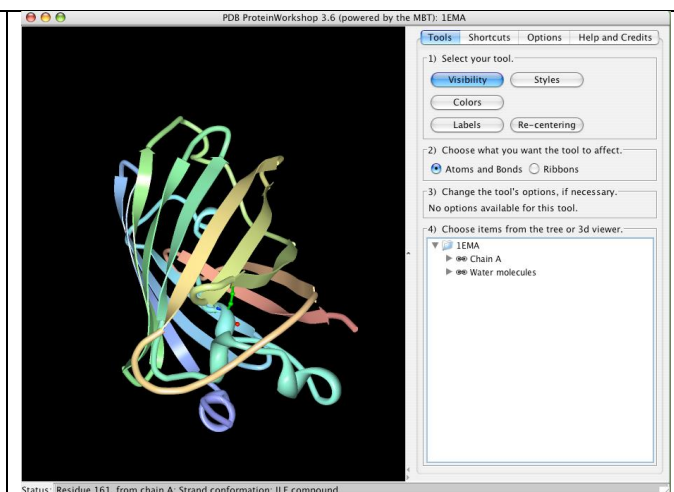 PDB ProteinWorkshop 3.6 (powered by the MBT): 1EMA
Tools Shortcuts Options Help and Credits
1) Select your tool.
Visibility Styles
Colors
Labels Re-centering
2) Choose what you want the tool to affect.
Atoms and Bonds Ribbons
3) Change the tool's options, if necessary.
No options available for this tool.
4) Choose items from the tree or 3d viewer.
1EMA
Chain A
Water molecules
Status: Residue 161, from chain A; Strand conformation; ILE compound.